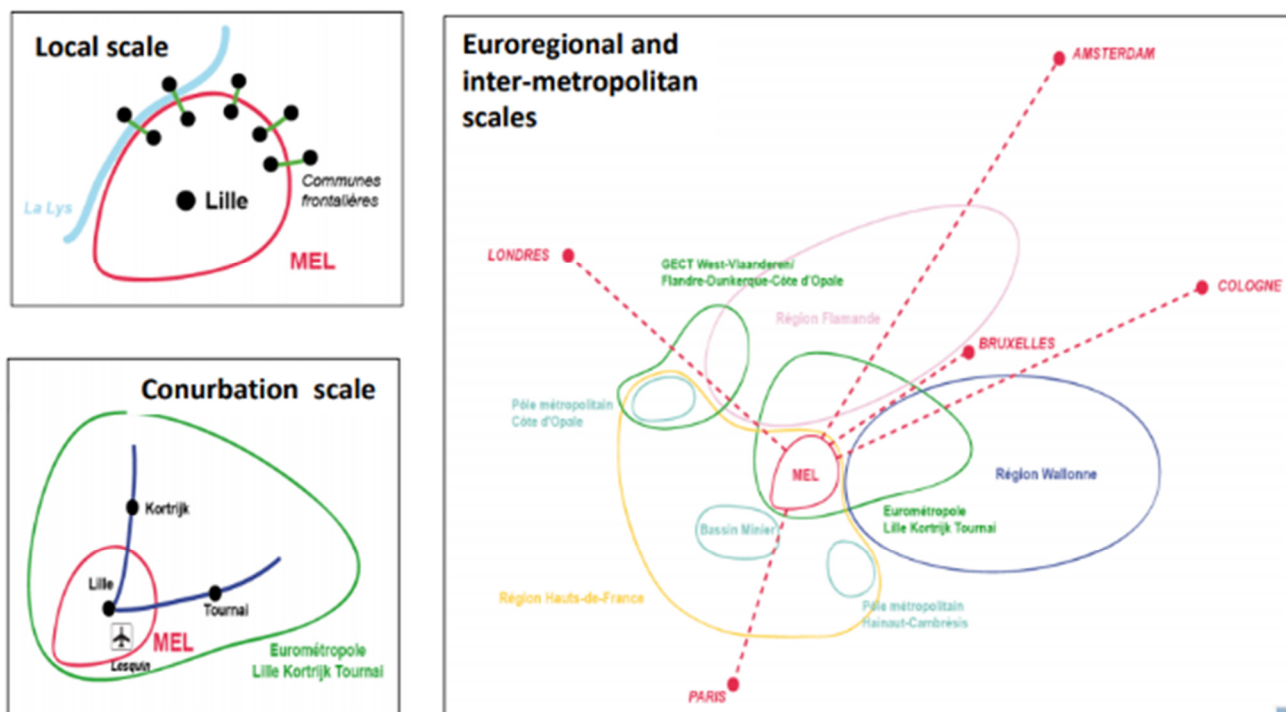 Local scale
La Lys
Lille
Communes
frontalières
MEL
Conurbation scale
Kortrijk
Lille
Tournai
MEL
Lesquin
Eurométropole
Lille Kortrijk Tournai
Euroregional and
inter-metropolitan
scales
AMSTERDAM
LONDRES
GECT West-Vlaanderen/
Flandre-Dunkerque-Côte d'Opale
COLOGNE
Région Flamande
BRUXELLES
Pôle métropolitain
Côte d'Opale
MEL
Région Wallonne
Eurométropole
Lille Kortrijk Tournai
Bassin Minier
Région Hauts-de-France
Pôle métropolitain
Hainaut-Cambrésis
PARIS